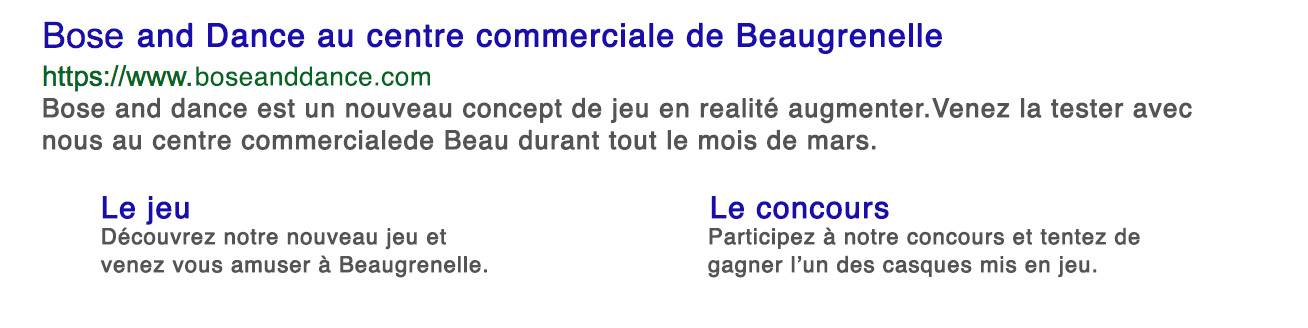 Bose and Dance au centre commerciale de Beaugrenelle
https://www.boseanddance.com
Bose and dance est un nouveau concept de jeu en realité augmenter.Venez la tester avec
nous au centre commercialede Beau durant tout le mois de mars.
Le jeu
Découvrez notre nouveau jeu et
venez vous amuser à Beaugrenelle.
Le concours
Participez à notre concours et tentez de
gagner l’un des casques mis en jeu.